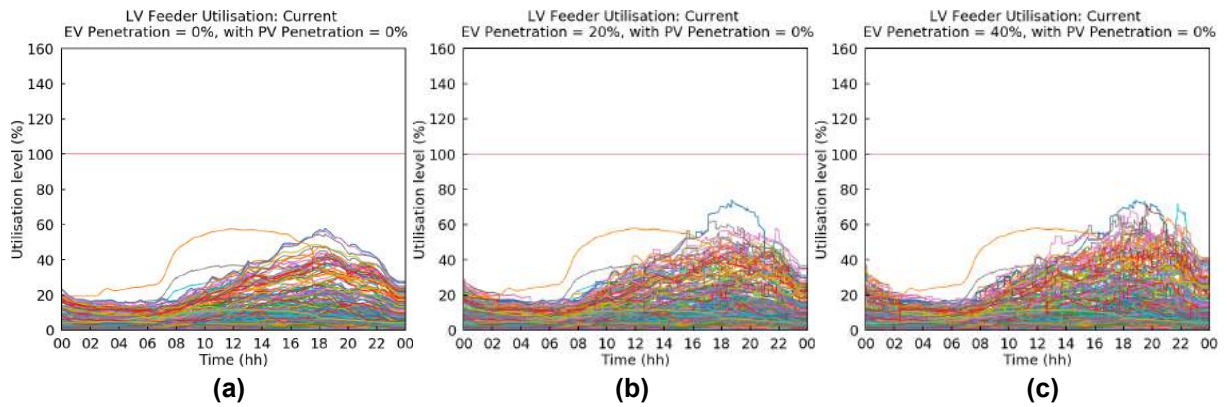 LV Feeder Utilisation: Current
EV Penetration = 0%, with PV Penetration = 0%
160
140
120
100
80
60
40
20
0
Utilisation level (%)
00 02 04 06 08 10 12 14 16 18 20 22 00
Time (hh)
(a)
LV Feeder Utilisation: Current
EV Penetration = 20%, with PV Penetration = 0%
160
140
120
100
80
60
40
20
0
Utilisation level (%)
00 02 04 06 08 10 12 14 16 18 20 22 00
Time (hh)
(b)
LV Feeder Utilisation: Current
EV Penetration = 40%, with PV Penetration = 0%
160
140
120
100
80
60
40
20
0
Utilisation level (%)
00 02 04 06 08 10 12 14 16 18 20 22 00
Time (hh)
(c)